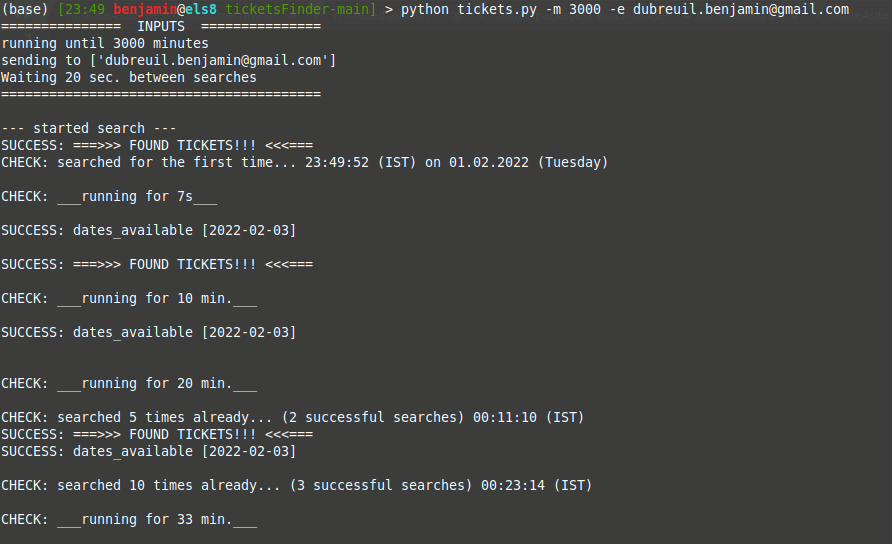 (base) [23:49 benjamin@els8 ticketsFinder-main] > python tickets.py -m 3000 -e dubreuil.benjamin@gmail.com
===============  INPUTS  ===============
running until 3000 minutes
sending to ['dubreuil.benjamin@gmail.com']
Waiting 20 sec. between searches
========================================
--- started search ---
SUCCESS: ===>>> FOUND TICKETS!!! <<<===
CHECK: searched for the first time... 23:49:52 (IST) on 01.02.2022 (Tuesday)
CHECK: ___running for 7s___
SUCCESS: dates_available [2022-02-03]
SUCCESS: ===>>> FOUND TICKETS!!! <<<===
CHECK: ___running for 10 min.___
SUCCESS: dates_available [2022-02-03]
CHECK: ___running for 20 min.___
CHECK: searched 5 times already... (2 successful searches) 00:11:10 (IST)
SUCCESS: ===>>> FOUND TICKETS!!! <<<===
SUCCESS: dates_available [2022-02-03]
CHECK: searched 10 times already... (3 successful searches) 00:23:14 (IST)
CHECK: ___running for 33 min.___